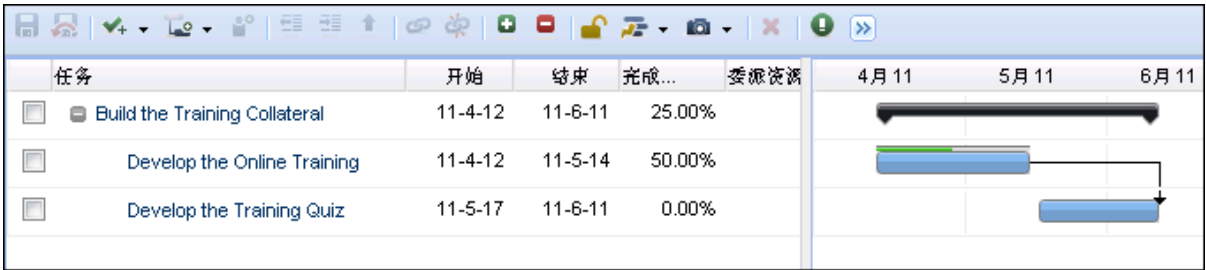 任务 开始 结束 完成... 委派资源 4月 11 5月 11 6月 11
Build the Training Collateral 11-4-12 11-6-11 25.00%
Develop the Online Training 11-4-12 11-5-14 50.00%
Develop the Training Quiz 11-5-17 11-6-11 0.00%